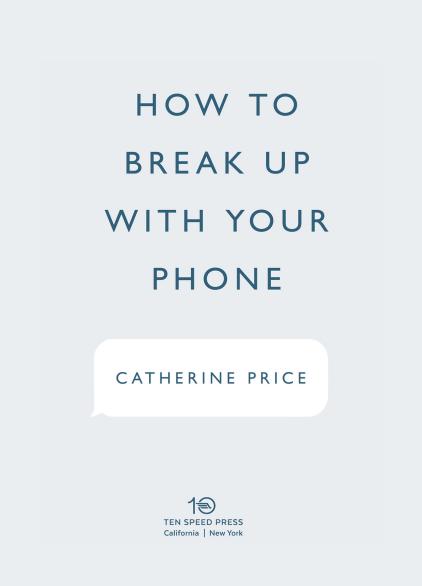 HOW TO
BREAK UP
WITH YOUR
PHONE
CATHERINE PRICE
10
TEN SPEED PRESS
California | New York